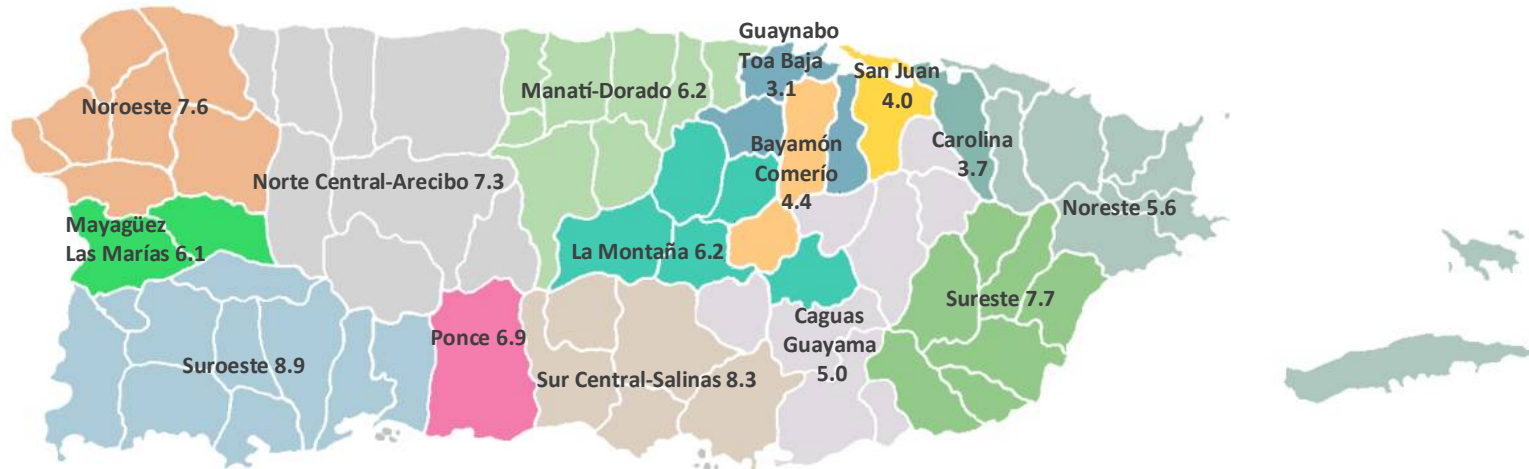 Guaynabo
Toa Baja
3.1
San Juan
4.0
Noroeste 7.6
Manatí-Dorado 6.2
Bayamón
Comerío
4.4
Carolina
3.7
Norte Central-Arecibo 7.3
Noreste 5.6
Mayagüez
Las Marías 6.1
La Montaña 6.2
Sureste 7.7
Caguas
Guayama
5.0
Ponce 6.9
Suroeste 8.9
Sur Central-Salinas 8.3